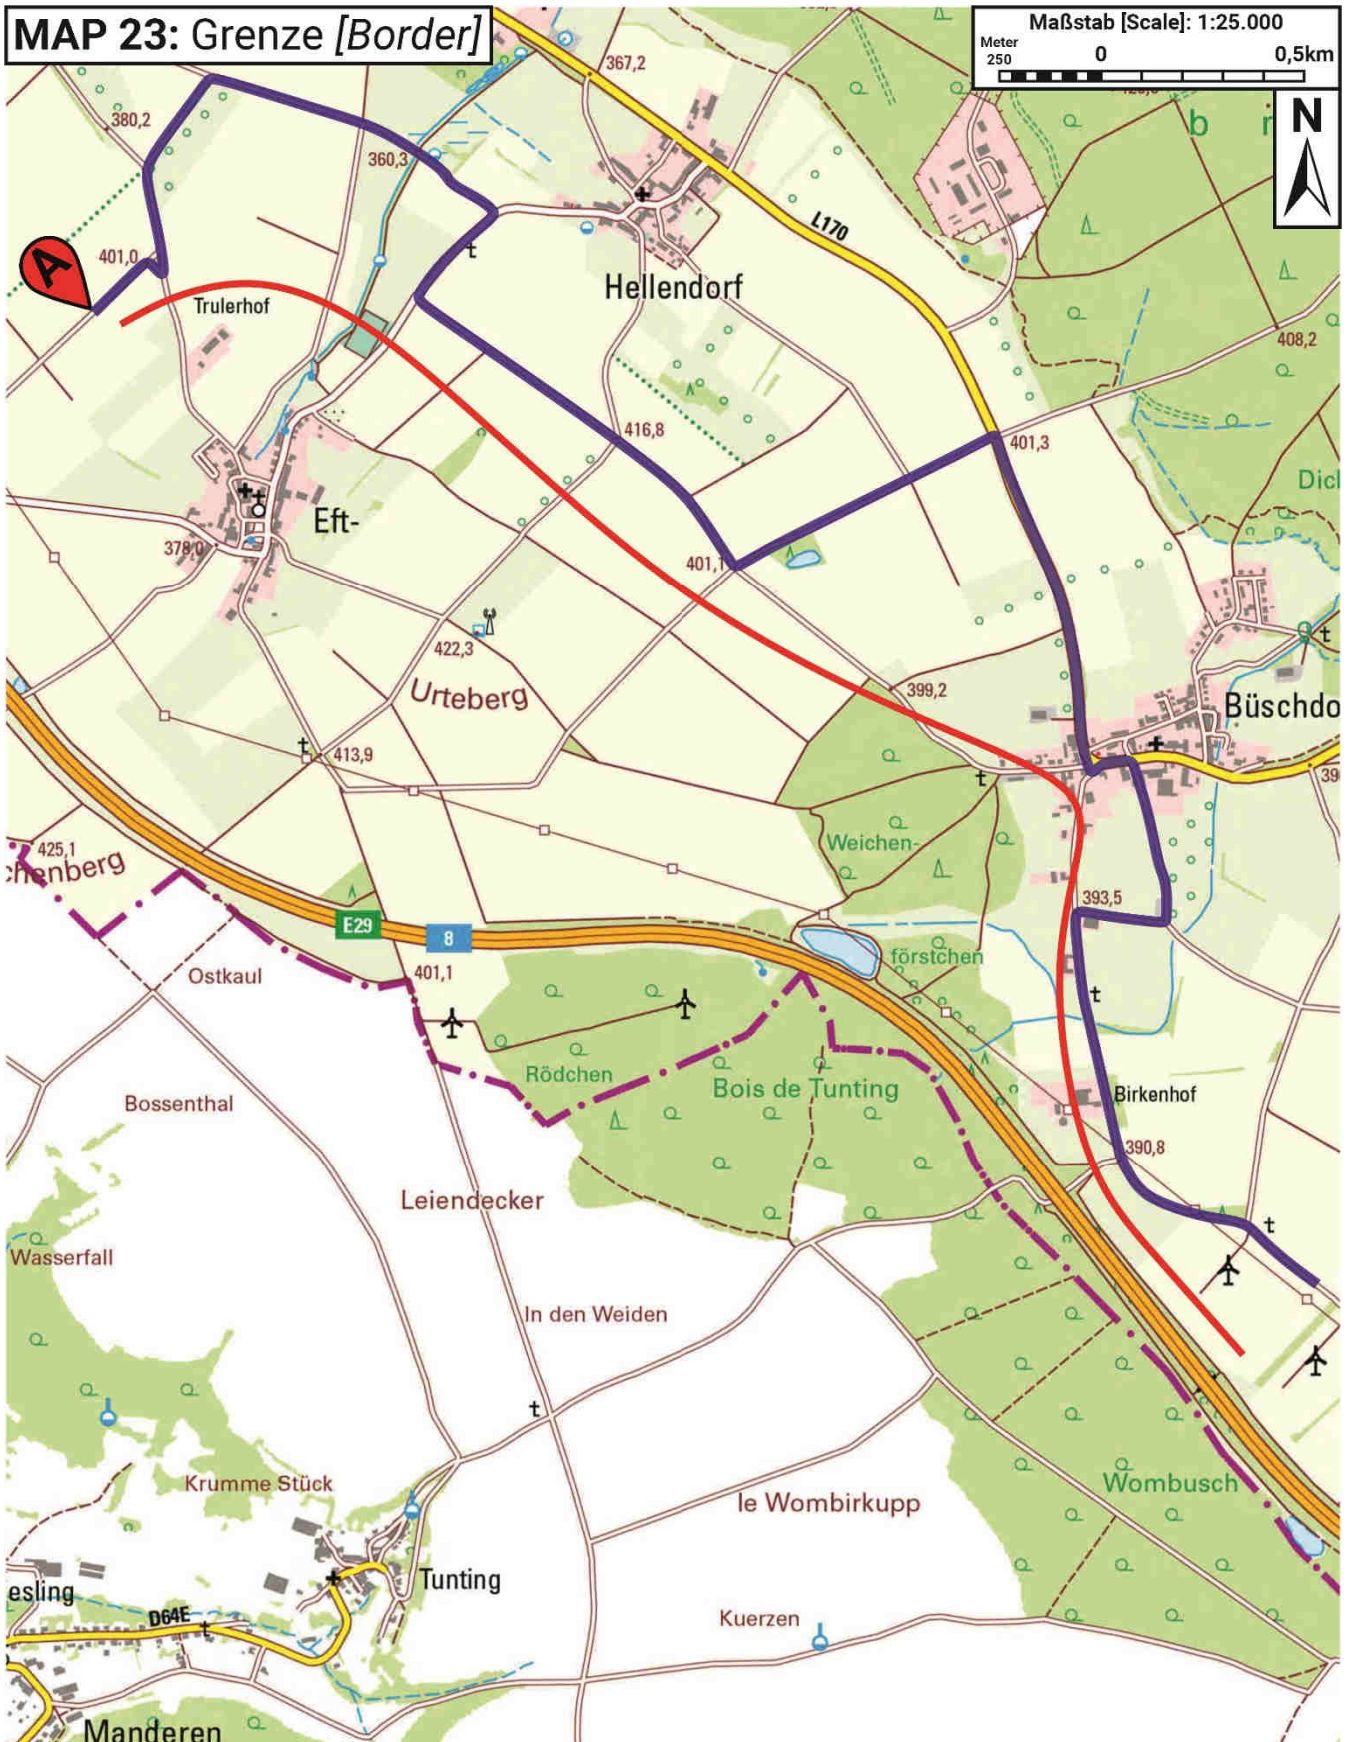 MAP 23: Grenze [Border]
Maßstab [Scale]: 1:25.000
Meter
250
0
0,5km
N
367,2
380,2
360,3
b
L170
401,0
A
Trulerhof
Hellendorf
408,2
416,8
401,3
Dicl
Eft-
378,0
401,1
422,3
Urteberg
399,2
Büschdo
413,9
39
425,1
chenberg
Weichen-
393,5
E29
8
förstchen
Ostkaul
401,1
Rödchen
Bois de Tunting
Birkenhof
Bossenthal
390,8
Leiendecker
Wasserfall
In den Weiden
Krumme Stück
Wombusch
le Wombirkupp
esling
Tunting
D64E
Kuerzen
Manderen